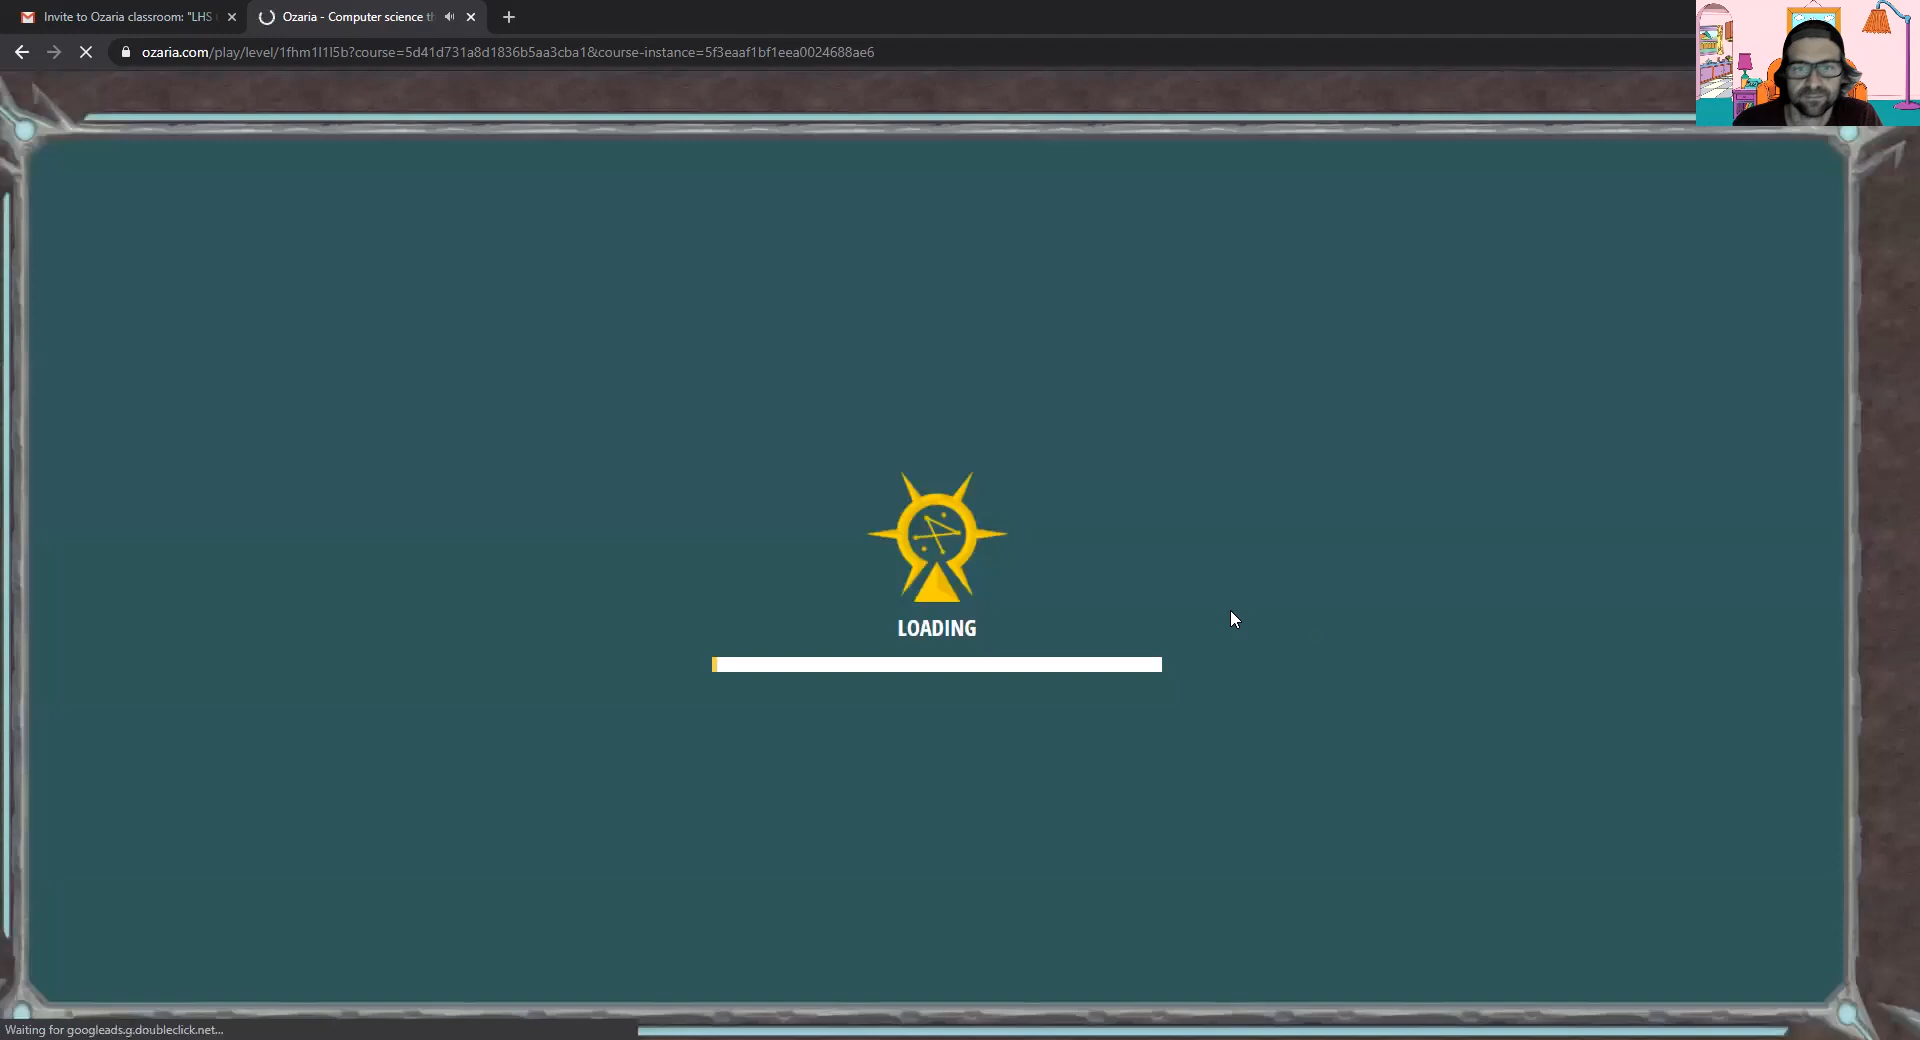 Invite to Ozaria classroom: "LHS
Ozaria - Computer science th
ozaria.com/play/level/1fhm1l1l5b?course=5d41d731a8d1836b5aa3cba1&course-instance=5f3eaaf1bf1eea0024688ae6
LOADING
Waiting for googleads.g.doubleclick.net...